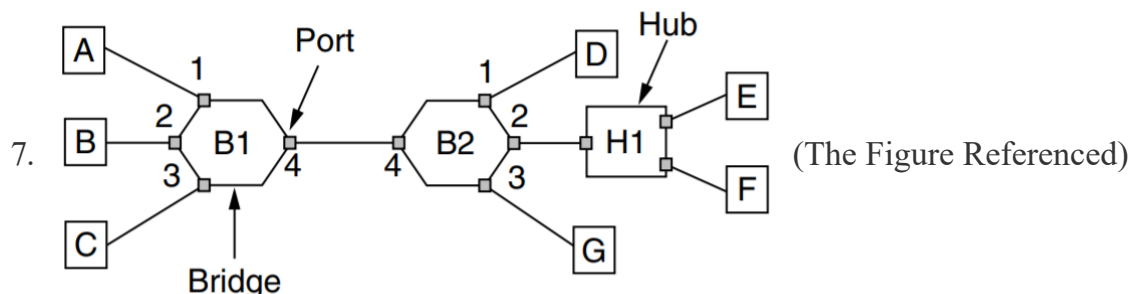 Hub
Port
A
D
1
1
E
2
2
7.
B
B1
B2
H1
(The Figure Referenced)
4
4
3
3
F
C
G
Bridge